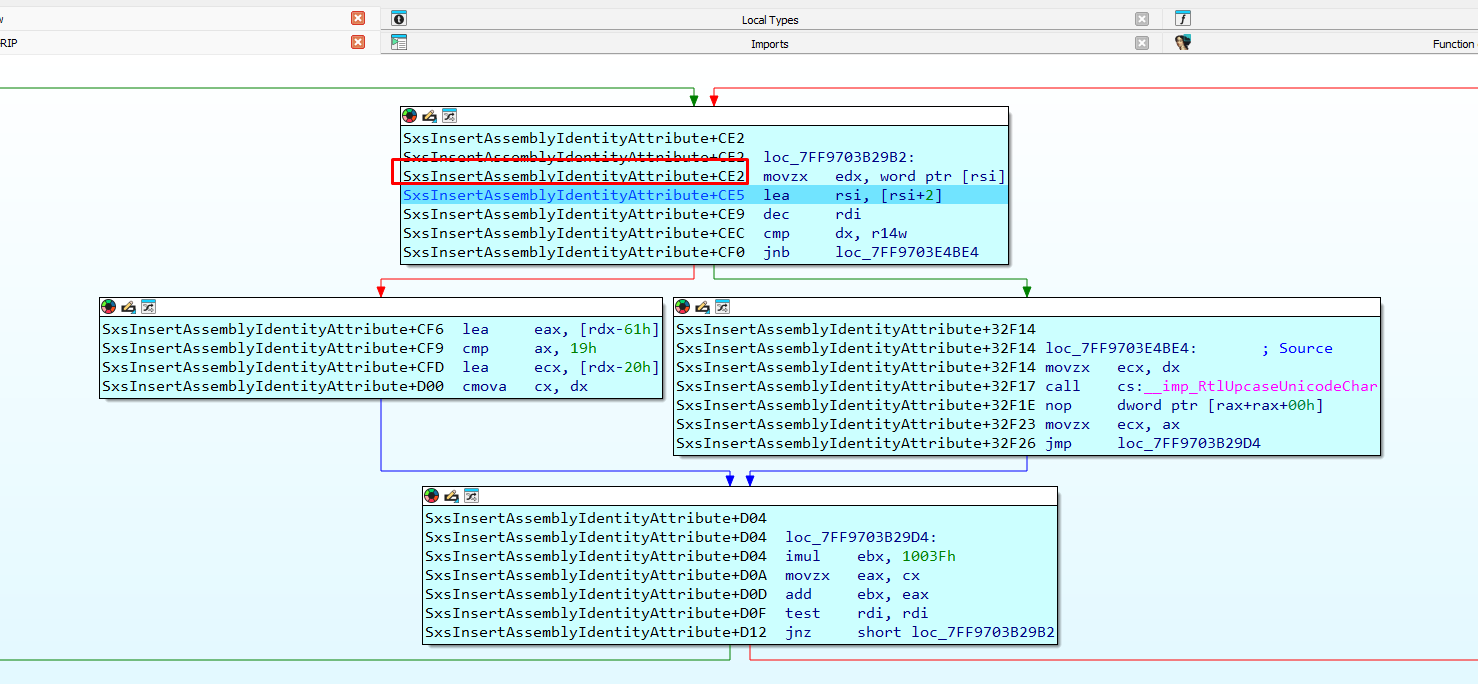 Local Types
RIP
Imports
Function
SxsInsertAssemblyIdentityAttribute+CE2
SxsInsertAssemblyIdentityAttribute+CE2 loc_7FF9703B29B2:
SxsInsertAssemblyIdentityAttribute+CE2 movzx edx, word ptr [rsi]
SxsInsertAssemblyIdentityAttribute+CE5 lea rsi, [rsi+2]
SxsInsertAssemblyIdentityAttribute+CE9 dec rdi
SxsInsertAssemblyIdentityAttribute+CEC cmp dx, r14w
SxsInsertAssemblyIdentityAttribute+CF0 jnb loc_7FF9703E4BE4
SxsInsertAssemblyIdentityAttribute+CF6 lea eax, [rdx-61h]
SxsInsertAssemblyIdentityAttribute+CF9 cmp ax, 19h
SxsInsertAssemblyIdentityAttribute+CFD lea ecx, [rdx-20h]
SxsInsertAssemblyIdentityAttribute+D00 cmova cx, dx
SxsInsertAssemblyIdentityAttribute+32F14
SxsInsertAssemblyIdentityAttribute+32F14 loc_7FF9703E4BE4: ; Source
SxsInsertAssemblyIdentityAttribute+32F14 movzx ecx, dx
SxsInsertAssemblyIdentityAttribute+32F17 call cs:__imp_RtlUpcaseUnicodeChar
SxsInsertAssemblyIdentityAttribute+32F1E nop dword ptr [rax+rax+00h]
SxsInsertAssemblyIdentityAttribute+32F23 movzx ecx, ax
SxsInsertAssemblyIdentityAttribute+32F26 jmp loc_7FF9703B29D4
SxsInsertAssemblyIdentityAttribute+D04
SxsInsertAssemblyIdentityAttribute+D04 loc_7FF9703B29D4:
SxsInsertAssemblyIdentityAttribute+D04 imul ebx, 1003Fh
SxsInsertAssemblyIdentityAttribute+D0A movzx eax, cx
SxsInsertAssemblyIdentityAttribute+D0D add ebx, eax
SxsInsertAssemblyIdentityAttribute+D0F test rdi, rdi
SxsInsertAssemblyIdentityAttribute+D12 jnz short loc_7FF9703B29B2